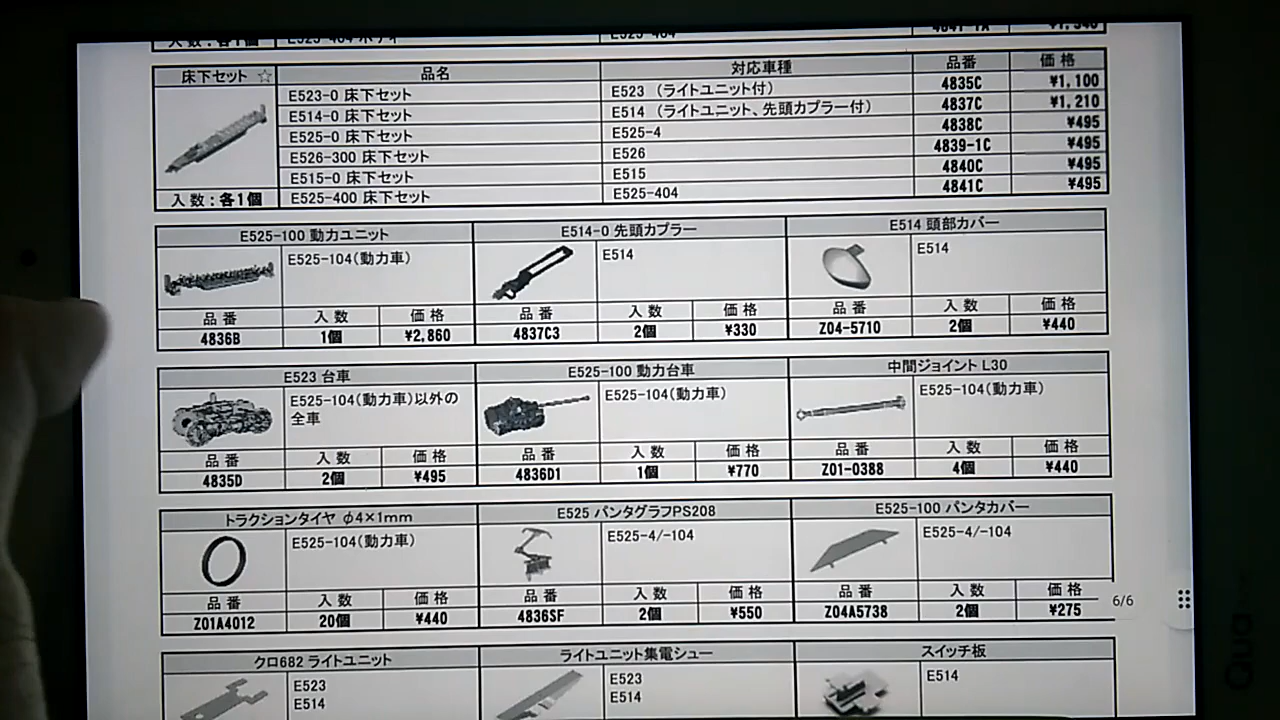 入数:各1個 E525-404 ボディ E525-404 4841-1A ¥1,540
床下セット ☆ 品名 対応車種 品番 価格
E523-0 床下セット E523 (ライトユニット付) 4835C ¥1,100
E514-0 床下セット E514 (ライトユニット、先頭カプラー付) 4837C ¥1,210
E525-0 床下セット E525-4 4838C ¥495
E526-300 床下セット E526 4839-1C ¥495
E515-0 床下セット E515 4840C ¥495
入数:各1個 E525-400 床下セット E525-404 4841C ¥495
E525-100 動力ユニット E514-0 先頭カプラー E514 頭部カバー
E525-104(動力車) E514 E514
品番 入数 価格 品番 入数 価格 品番 入数 価格
4836B 1個 ¥2,860 4837C3 2個 ¥330 Z04-5710 2個 ¥440
E523 台車 E525-100 動力台車 中間ジョイント L30
E525-104(動力車)以外の E525-104(動力車) E525-104(動力車)
全車
品番 入数 価格 品番 入数 価格 品番 入数 価格
4835D 2個 ¥495 4836D1 1個 ¥770 Z01-0388 4個 ¥440
トラクションタイヤ φ4×1mm E525 パンタグラフPS208 E525-100 パンタカバー
E525-104(動力車) E525-4/-104 E525-4/-104
品番 入数 価格 品番 入数 価格 品番 入数 価格
Z01A4012 20個 ¥440 4836SF 2個 ¥550 Z04A5738 2個 ¥275
6/6
クロ682 ライトユニット ライトユニット集電シュー スイッチ板
E523 E523 E514
E514 E514
Qua